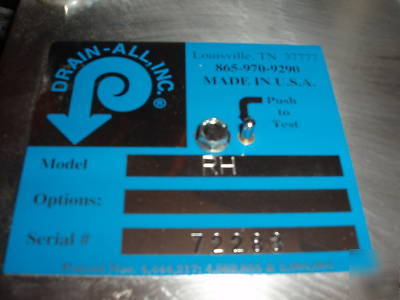 DRAIN-ALL, INC.®
Louisville, TN 37777
865-970-9290
MADE IN U.S.A.
Push
to
Test
Model RH
Options:
Serial # 72283